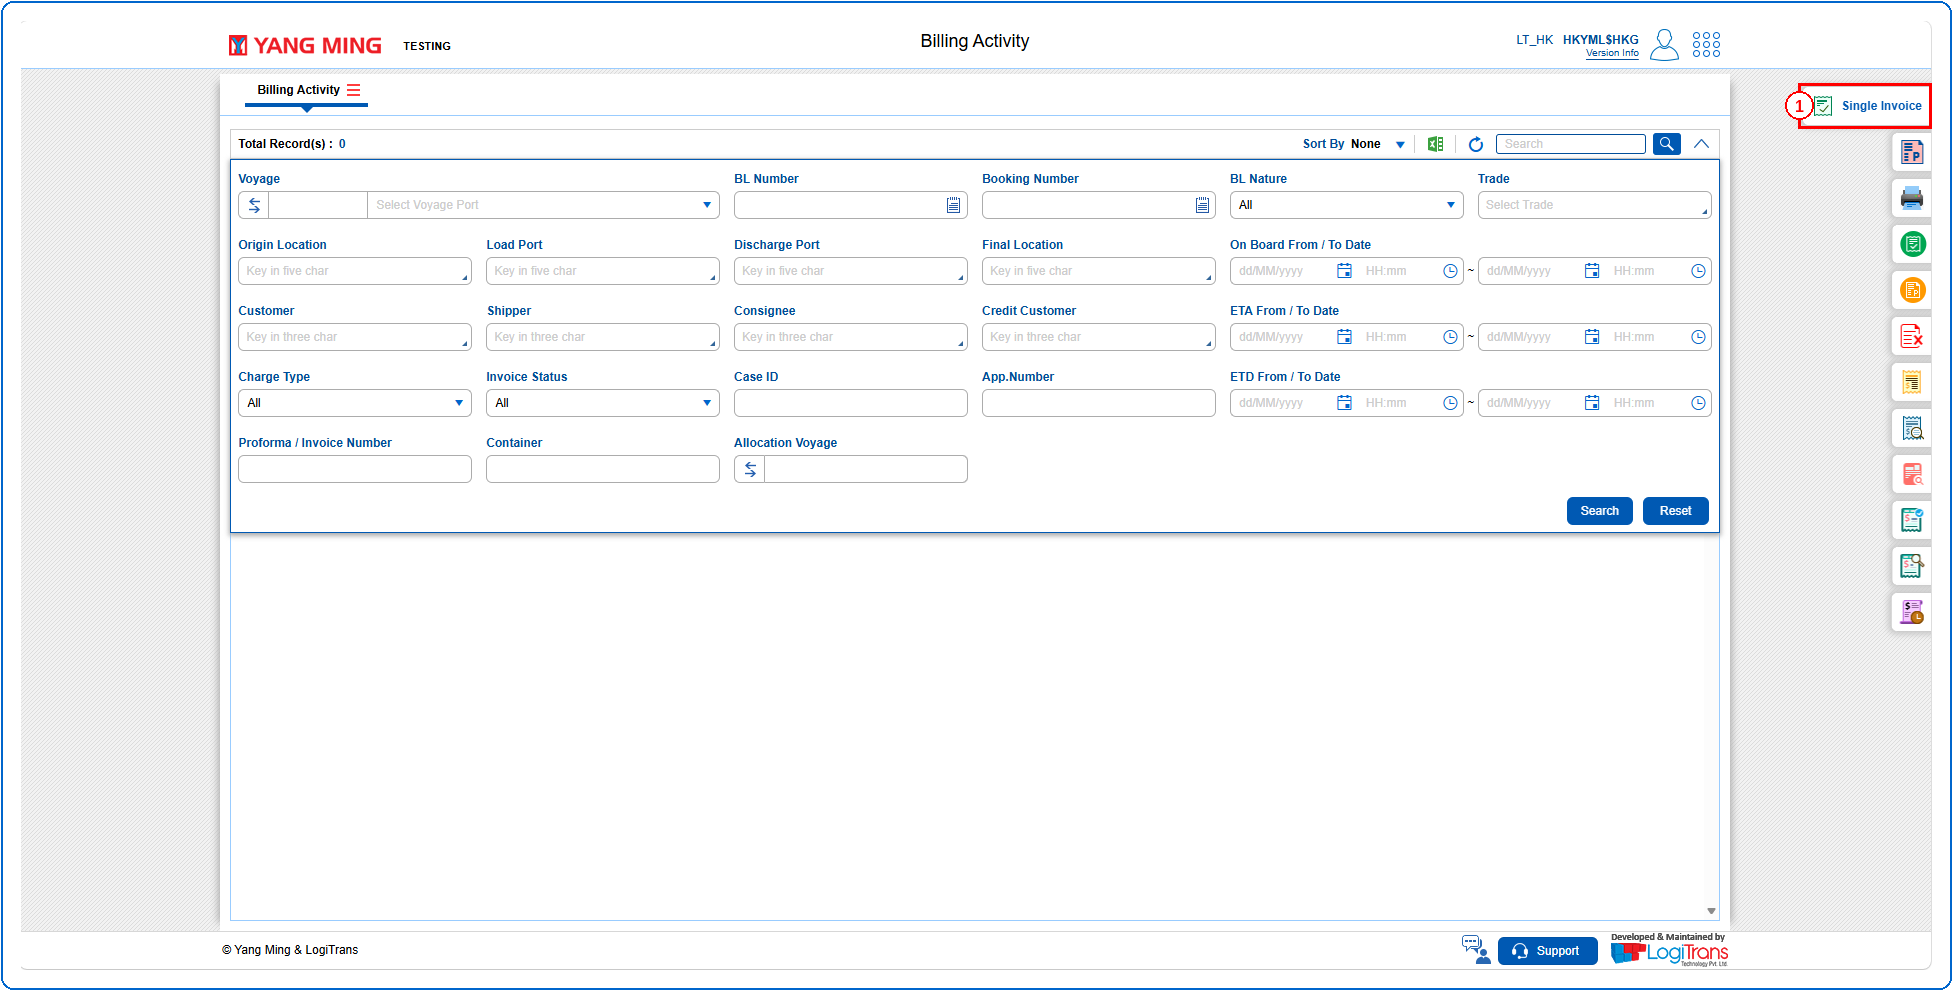 YANG MING
TESTING
Billing Activity
LT_HK HKYML$HKG
Version Info
Billing Activity
1 Single Invoice
Total Record(s) : 0
Sort By None
Search
Voyage
BL Number
Booking Number
BL Nature
Trade
Select Voyage Port
All
Select Trade
Origin Location
Load Port
Discharge Port
Final Location
On Board From / To Date
Key in five char
Key in five char
Key in five char
Key in five char
dd/MM/yyyy HH:mm ~ dd/MM/yyyy HH:mm
Customer
Shipper
Consignee
Credit Customer
ETA From / To Date
Key in three char
Key in three char
Key in three char
Key in three char
dd/MM/yyyy HH:mm ~ dd/MM/yyyy HH:mm
Charge Type
Invoice Status
Case ID
App.Number
ETD From / To Date
All
All
dd/MM/yyyy HH:mm ~ dd/MM/yyyy HH:mm
Proforma / Invoice Number
Container
Allocation Voyage
Search
Reset
© Yang Ming & LogiTrans
Support
Developed & Maintained by
LogiTrans
Technology Pvt. Ltd.